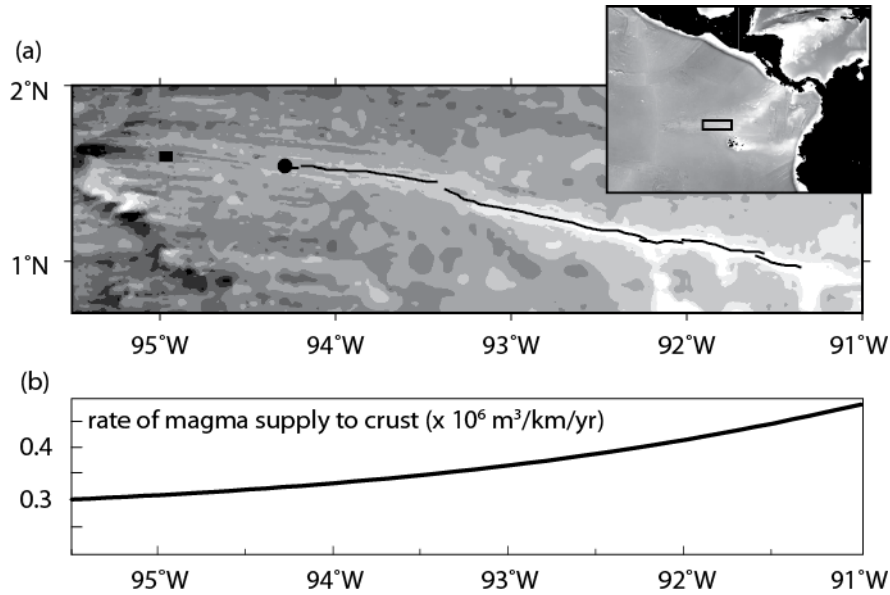 (a)
2˚N
1˚N
95˚W 94˚W 93˚W 92˚W 91˚W
(b)
rate of magma supply to crust (x 10⁶ m³/km/yr)
0.4
0.3
95˚W 94˚W 93˚W 92˚W 91˚W